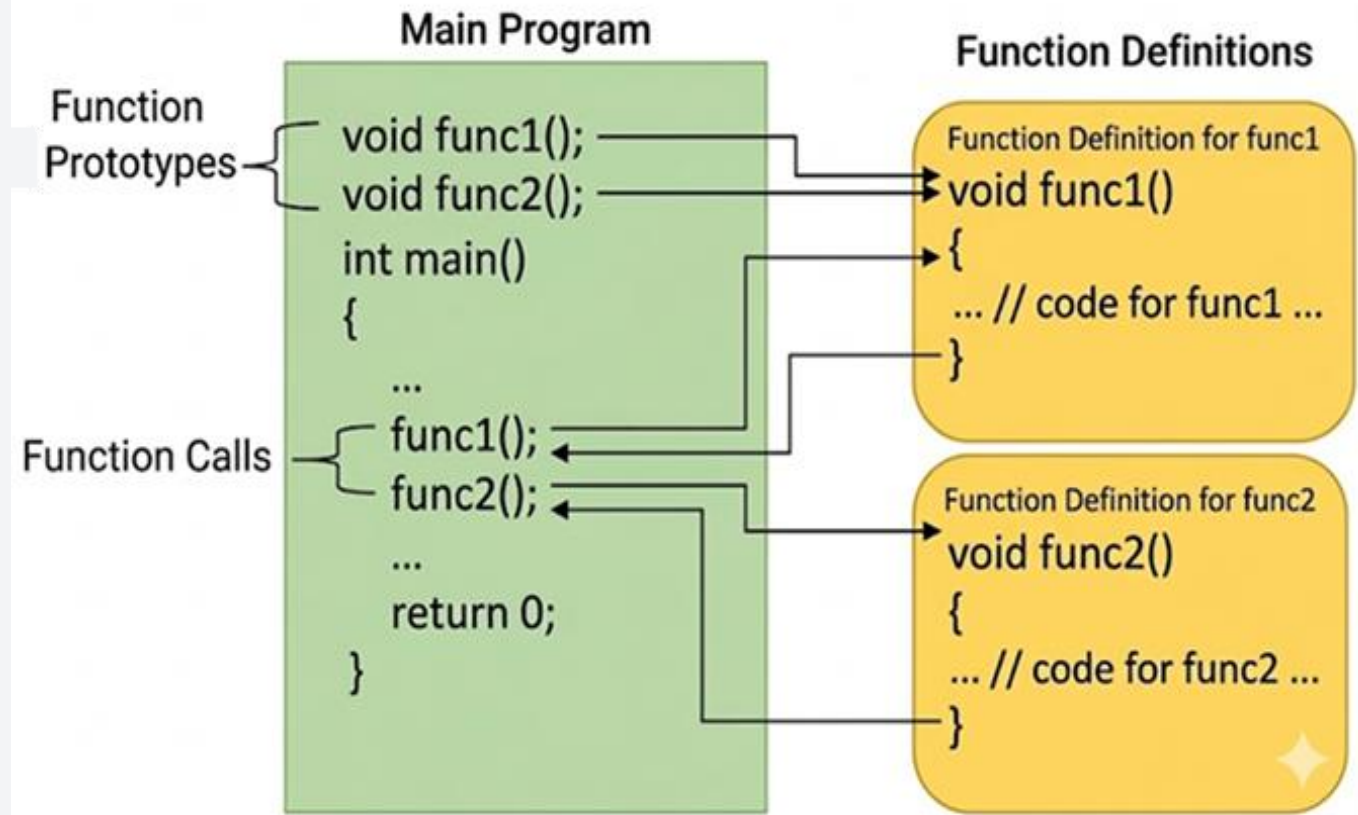 Main Program
Function
Prototypes
void func1();
void func2();
int main()
{
...
Function Calls
func1();
func2();
...
return 0;
}
Function Definitions
Function Definition for func1
void func1()
{
... // code for func1 ...
}
Function Definition for func2
void func2()
{
... // code for func2 ...
}